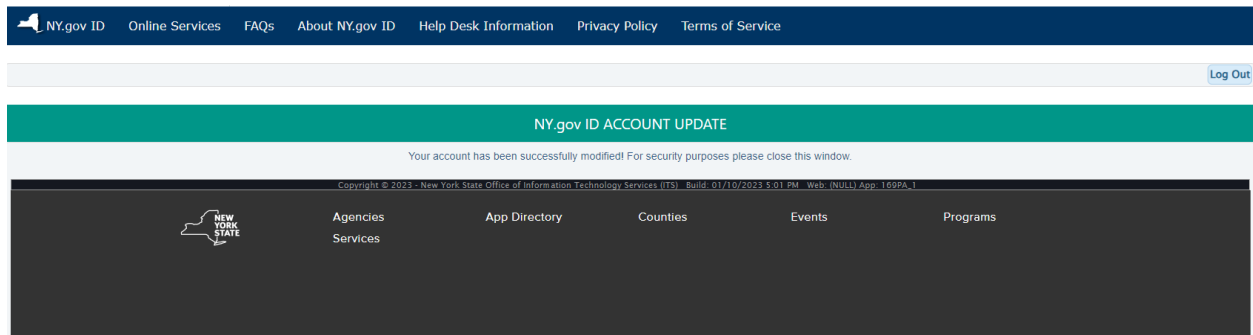 NY.gov ID Online Services FAQs About NY.gov ID Help Desk Information Privacy Policy Terms of Service
Log Out
NY.gov ID ACCOUNT UPDATE
Your account has been successfully modified! For security purposes please close this window.
Copyright © 2023 - New York State Office of Information Technology Services (ITS) Build: 01/10/2023 5:01 PM Web: (NULL) App: 169PA_1
NEW
YORK
STATE
Agencies App Directory Counties Events Programs
Services